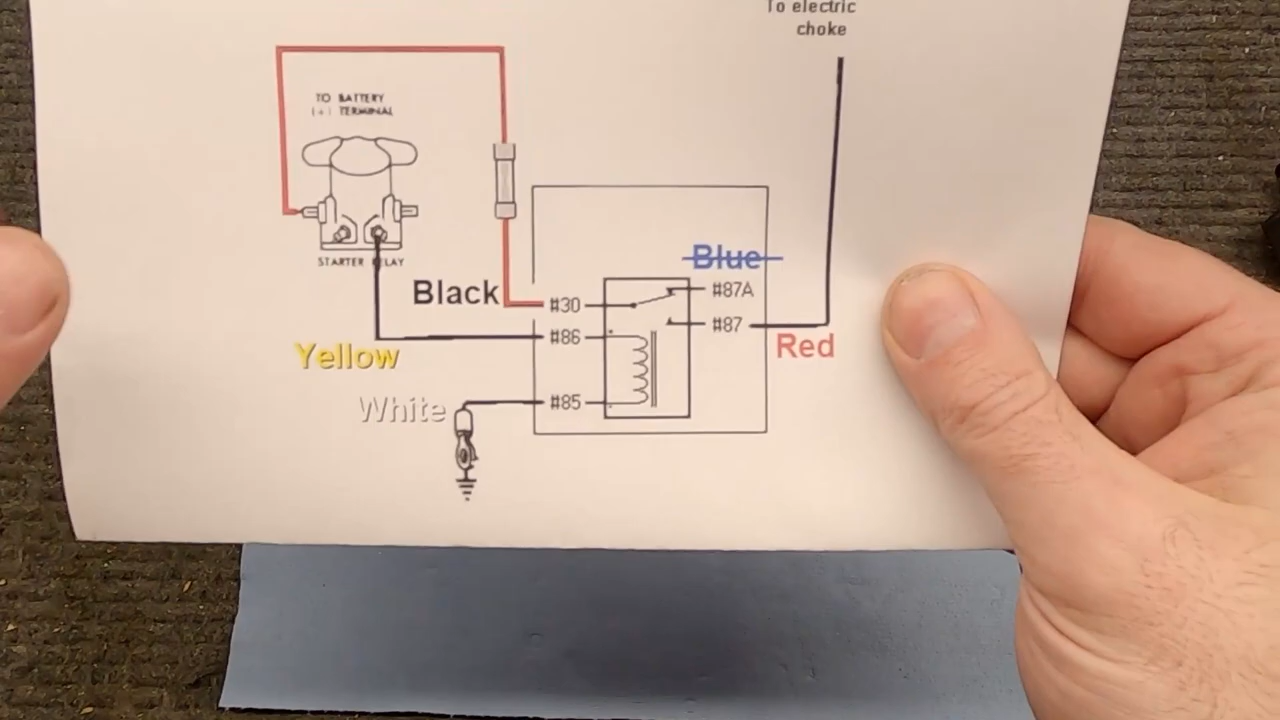 To electric
choke
TO BATTERY
(+) TERMINAL
STARTER RELAY
Black
Yellow
White
Blue
Red
#30
#86
#85
#87A
#87